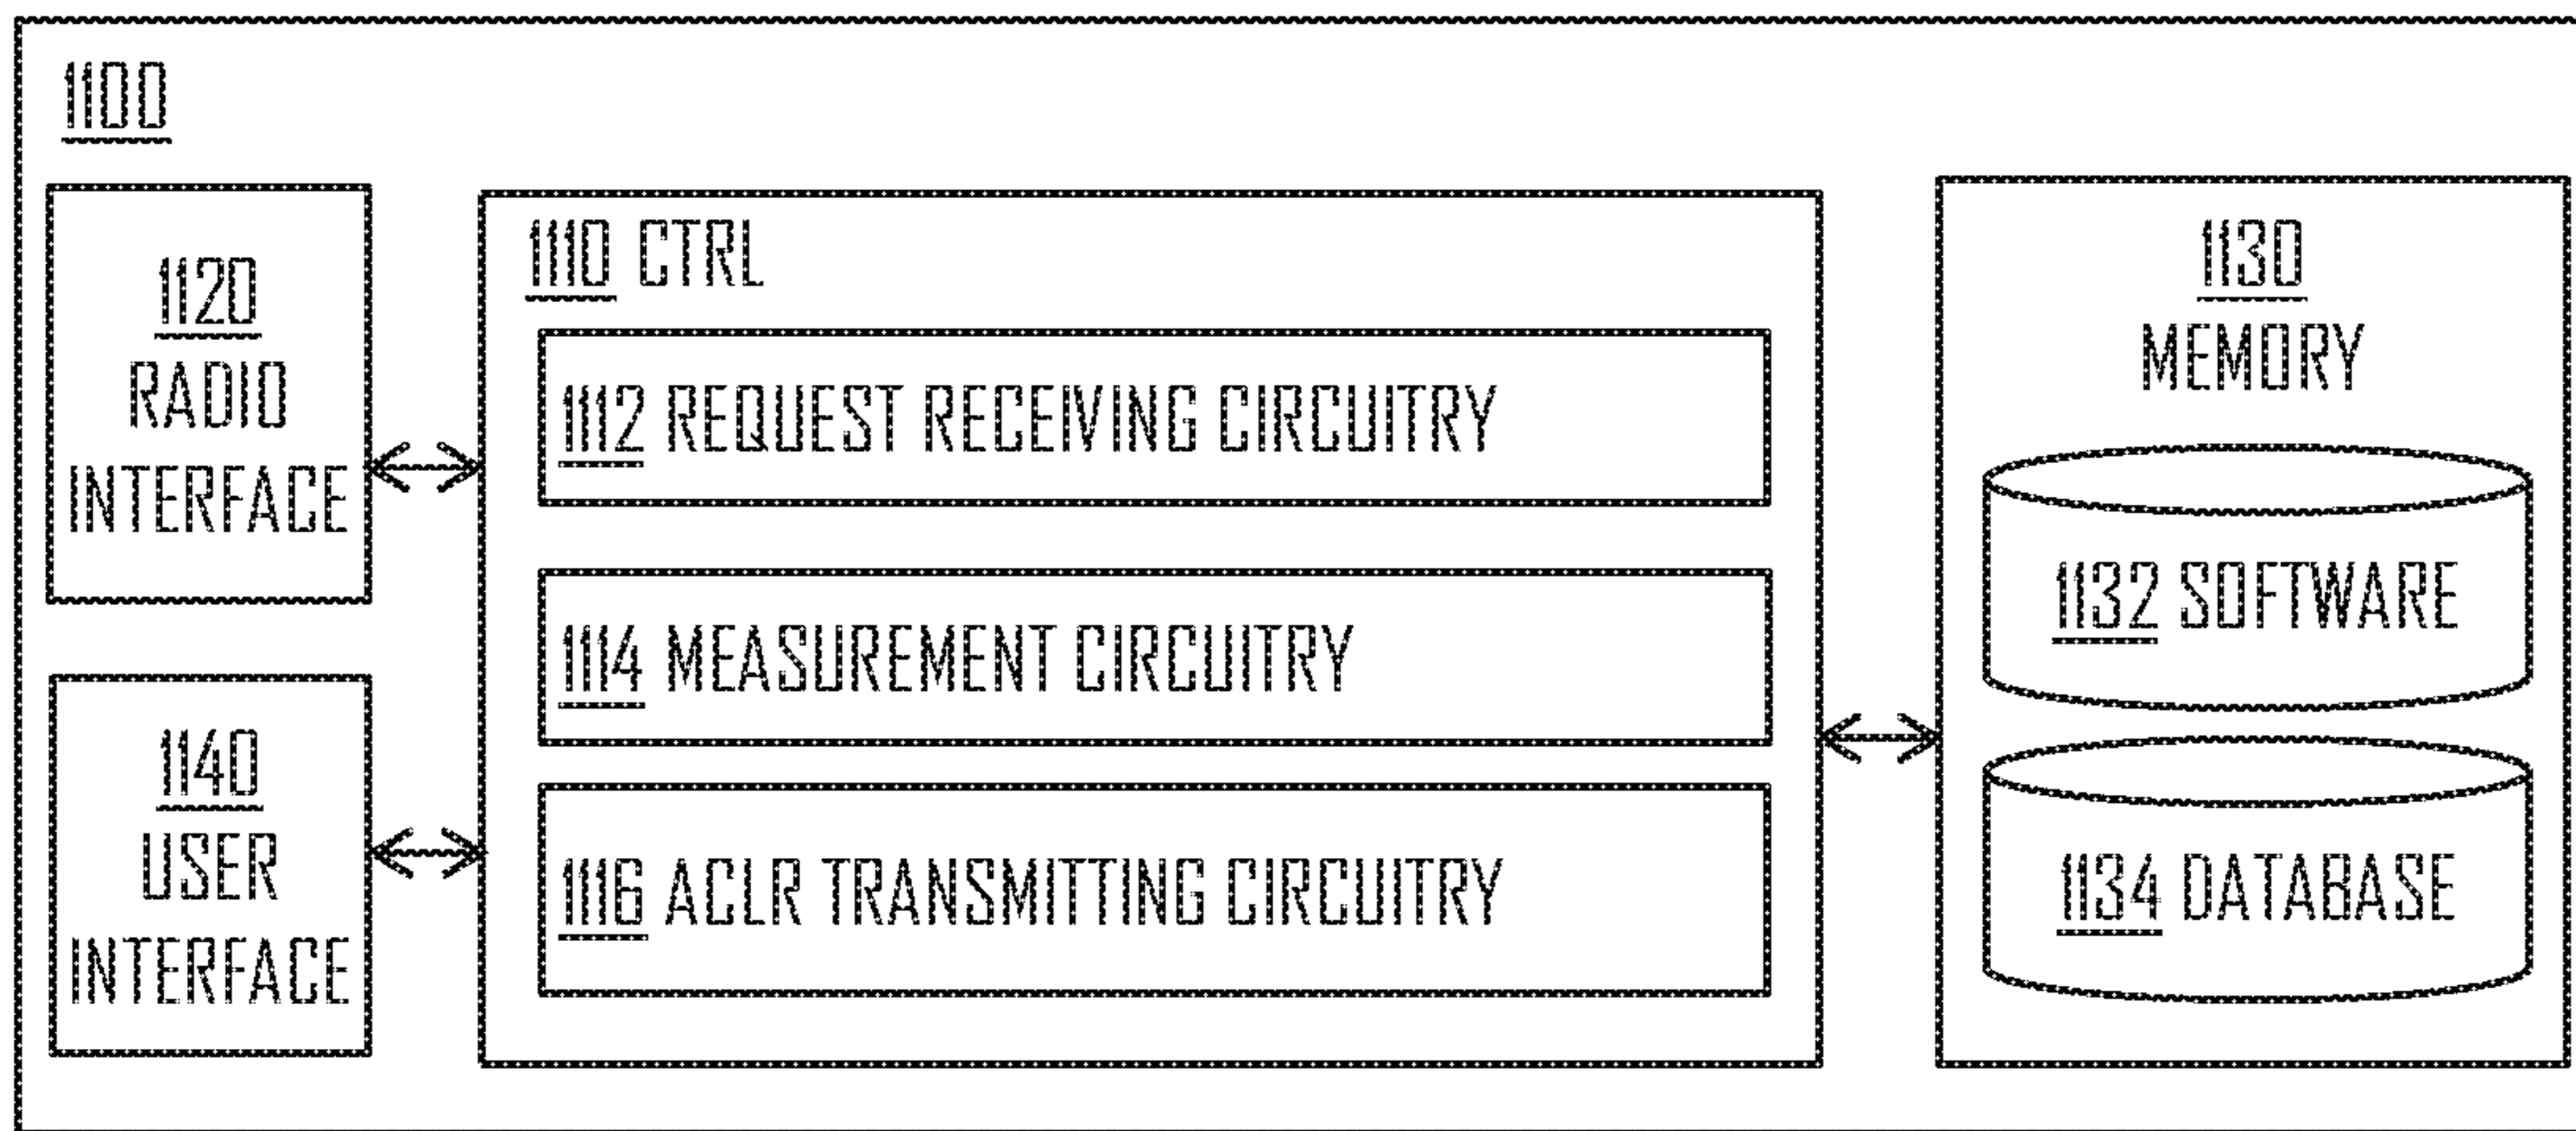 1100
1120
RADIO
INTERFACE
1140
USER
INTERFACE
1110 CTRL
1112 REQUEST RECEIVING CIRCUITRY
1114 MEASUREMENT CIRCUITRY
1116 ACLR TRANSMITTING CIRCUITRY
1130
MEMORY
1132 SOFTWARE
1134 DATABASE